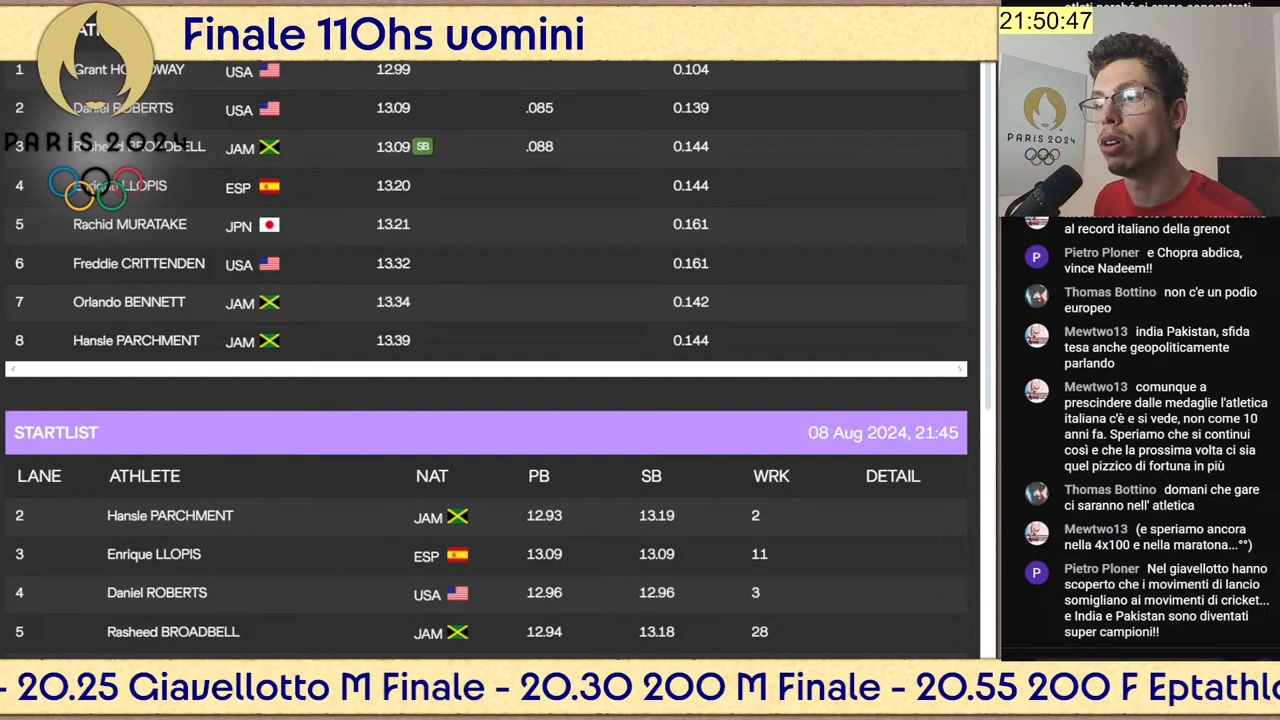 Finale 110hs uomini
21:50:47
PARIS 2024
1 Grant HOLLOWAY USA 12.99 0.104
2 Daniel ROBERTS USA 13.09 .085 0.139
3 Rasheed BROADBELL JAM 13.09 SB .088 0.144
4 Enrique LLOPIS ESP 13.20 0.144
5 Rachid MURATAKE JPN 13.21 0.161
6 Freddie CRITTENDEN USA 13.32 0.161
7 Orlando BENNETT JAM 13.34 0.142
8 Hansle PARCHMENT JAM 13.39 0.144
STARTLIST 08 Aug 2024, 21:45
LANE ATHLETE NAT PB SB WRK DETAIL
2 Hansle PARCHMENT JAM 12.93 13.19 2
3 Enrique LLOPIS ESP 13.09 13.09 11
4 Daniel ROBERTS USA 12.96 12.96 3
5 Rasheed BROADBELL JAM 12.94 13.18 28
PARIS 2024
al record italiano della grenot
P Pietro Ploner e Chopra abdica,
vince Nadeem!!
Thomas Bottino non c'e un podio
europeo
Mewtwo13 india Pakistan, sfida
tesa anche geopoliticamente
parlando
Mewtwo13 comunque a
prescindere dalle medaglie l'atletica
italiana c'è e si vede, non come 10
anni fa. Speriamo che si continui
così e che la prossima volta ci sia
quel pizzico di fortuna in più
Thomas Bottino domani che gare
ci saranno nell' atletica
Mewtwo13 (e speriamo ancora
nella 4x100 e nella maratona...°°)
P Pietro Ploner Nel giavellotto hanno
scoperto che i movimenti di lancio
somigliano ai movimenti di cricket...
e India e Pakistan sono diventati
super campioni!!
- 20.25 Giavellotto M Finale - 20.30 200 M Finale - 20.55 200 F Eptathl